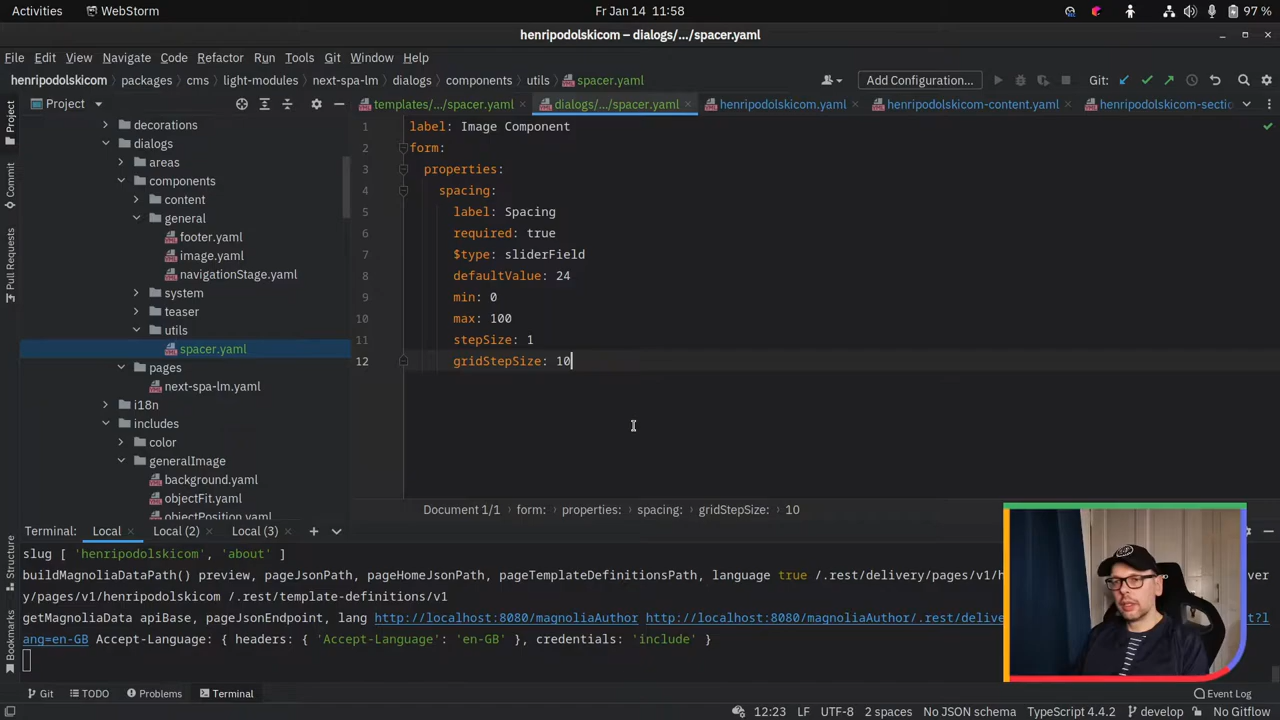 Activities
WebStorm
Fr Jan 14 11:58
97 %
henripodolskicom – dialogs/.../spacer.yaml
File Edit View Navigate Code Refactor Run Tools Git Window Help
henripodolskicom packages cms light-modules next-spa-lm dialogs components utils spacer.yaml
Add Configuration...
Git:
Project
templates/.../spacer.yaml
dialogs/.../spacer.yaml
henripodolskicom.yaml
henripodolskicom-content.yaml
henripodolskicom-sectio
Project
Commit
Pull Requests
decorations
dialogs
areas
components
content
general
footer.yaml
image.yaml
navigationStage.yaml
system
teaser
utils
spacer.yaml
pages
next-spa-lm.yaml
i18n
includes
color
generalImage
background.yaml
objectFit.yaml
objectPosition.yaml
1 label: Image Component
2 form:
3 properties:
4 spacing:
5 label: Spacing
6 required: true
7 $type: sliderField
8 defaultValue: 24
9 min: 0
10 max: 100
11 stepSize: 1
12 gridStepSize: 10
Document 1/1 form: properties: spacing: gridStepSize: 10
Terminal: Local Local (2) Local (3)
Structure
Bookmarks
slug [ 'henripodolskicom', 'about' ]
buildMagnoliaDataPath() preview, pageJsonPath, pageHomeJsonPath, pageTemplateDefinitionsPath, language true /.rest/delivery/pages/v1/h
ery
/pages/v1/henripodolskicom /.rest/template-definitions/v1
getMagnoliaData apiBase, pageJsonEndpoint, lang http://localhost:8080/magnoliaAuthor http://localhost:8080/magnoliaAuthor/.rest/delive
?l
ang=en-GB Accept-Language: { headers: { 'Accept-Language': 'en-GB' }, credentials: 'include' }
Git TODO Problems Terminal
Event Log
12:23 LF UTF-8 2 spaces No JSON schema TypeScript 4.4.2 develop No Gitflow